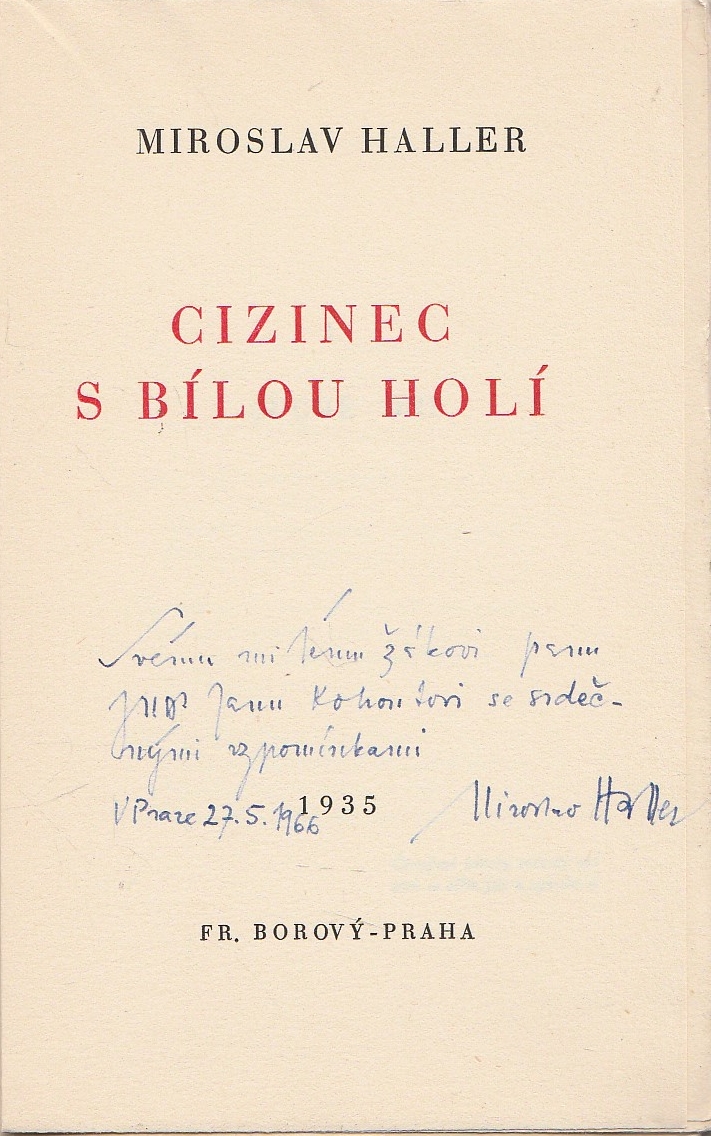 MIROSLAV HALLER
CIZINEC
S BÍLOU HOLÍ
Svému milému žákovi panu
JUDr Janu Kohoutovi se srdeč-
nými vzpomínkami
V Praze 27.5.1966
Miroslav Haller
1935
FR. BOROVÝ-PRAHA